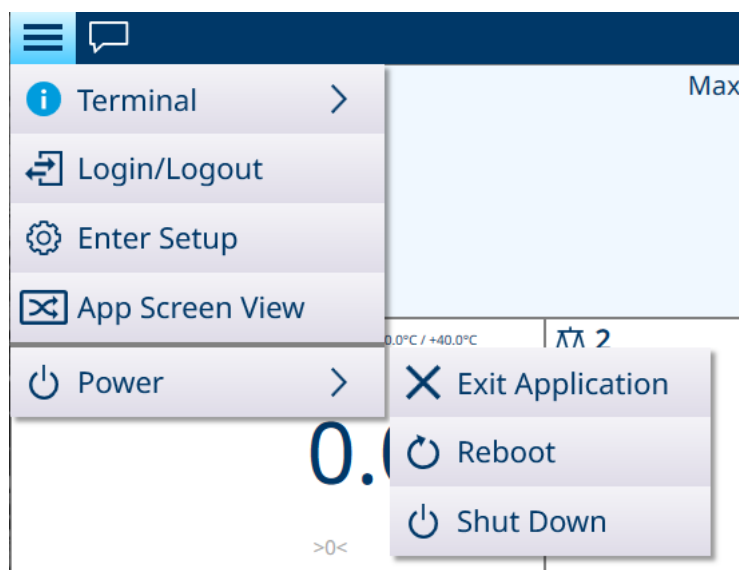 Max
Terminal
Login/Logout
Enter Setup
App Screen View
0.0°C / +40.0°C
2
Power
Exit Application
Reboot
Shut Down
0.
>0<